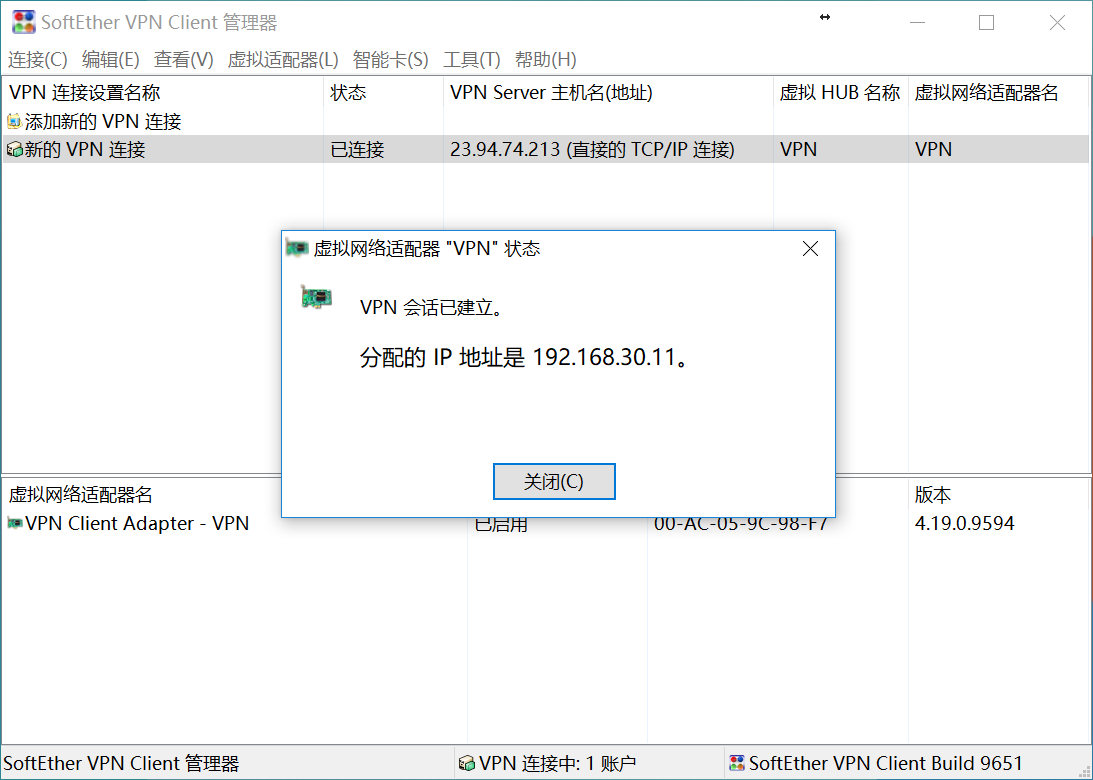 SoftEther VPN Client 管理器
连接(C) 编辑(E) 查看(V) 虚拟适配器(L) 智能卡(S) 工具(T) 帮助(H)
VPN 连接设置名称 状态 VPN Server 主机名(地址) 虚拟 HUB 名称 虚拟网络适配器名
添加新的 VPN 连接
新的 VPN 连接 已连接 23.94.74.213 (直接的 TCP/IP 连接) VPN VPN
虚拟网络适配器 "VPN" 状态
VPN 会话已建立。
分配的 IP 地址是 192.168.30.11。
关闭(C)
虚拟网络适配器名 版本
VPN Client Adapter - VPN 已启用 00-AC-05-9C-98-F7 4.19.0.9594
SoftEther VPN Client 管理器 VPN 连接中: 1 账户 SoftEther VPN Client Build 9651